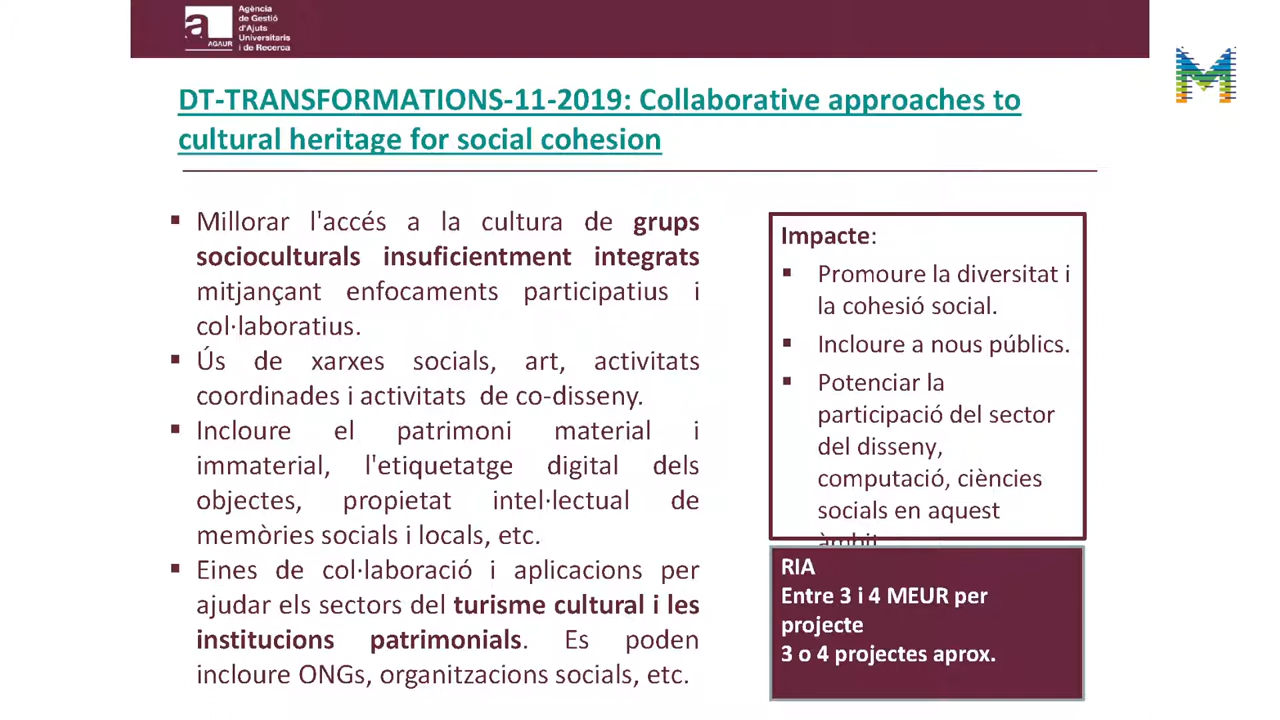 Agència
de Gestió
d'Ajuts
Universitaris
i de Recerca
a
AGAUR
M
DT-TRANSFORMATIONS-11-2019: Collaborative approaches to
cultural heritage for social cohesion
▪ Millorar l'accés a la cultura de grups
socioculturals insuficientment integrats
mitjançant enfocaments participatius i
col·laboratius.
▪ Ús de xarxes socials, art, activitats
coordinades i activitats de co-disseny.
▪ Incloure el patrimoni material i
immaterial, l'etiquetatge digital dels
objectes, propietat intel·lectual de
memòries socials i locals, etc.
▪ Eines de col·laboració i aplicacions per
ajudar els sectors del turisme cultural i les
institucions patrimonials. Es poden
incloure ONGs, organitzacions socials, etc.
Impacte:
▪ Promoure la diversitat i
la cohesió social.
▪ Incloure a nous públics.
▪ Potenciar la
participació del sector
del disseny,
computació, ciències
socials en aquest
àmbit
RIA
Entre 3 i 4 MEUR per
projecte
3 o 4 projectes aprox.